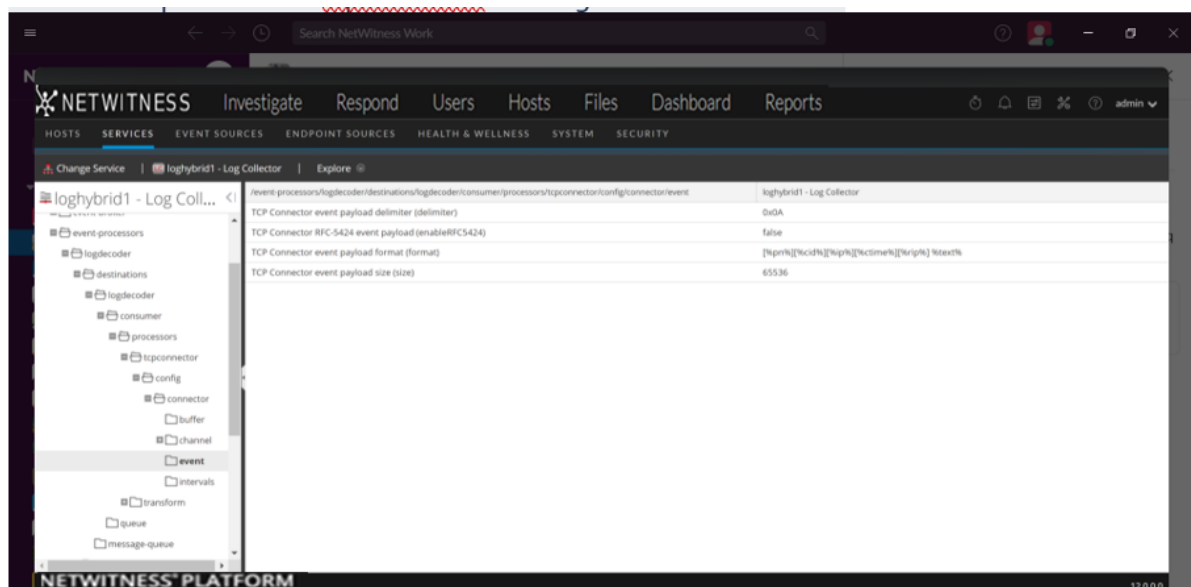 Search NetWitness Work
NETWITNESS Investigate Respond Users Hosts Files Dashboard Reports admin
HOSTS SERVICES EVENT SOURCES ENDPOINT SOURCES HEALTH & WELLNESS SYSTEM SECURITY
Change Service | loghybrid1 - Log Collector | Explore
loghybrid1 - Log Coll...
event-processors
logdecoder
destinations
logdecoder
consumer
processors
tcpconnector
config
connector
buffer
channel
event
intervals
transform
queue
message-queue
/event-processors/logdecoder/destinations/logdecoder/consumer/processors/tcpconnector/config/connector/event loghybrid1 - Log Collector
TCP Connector event payload delimiter (delimiter) 0x0A
TCP Connector RFC-5424 event payload (enableRFC5424) false
TCP Connector event payload format (format) [%prn%][%cid%][%ip%][%ctime%][%rip%] %text%
TCP Connector event payload size (size) 65536
NETWITNESS PLATFORM